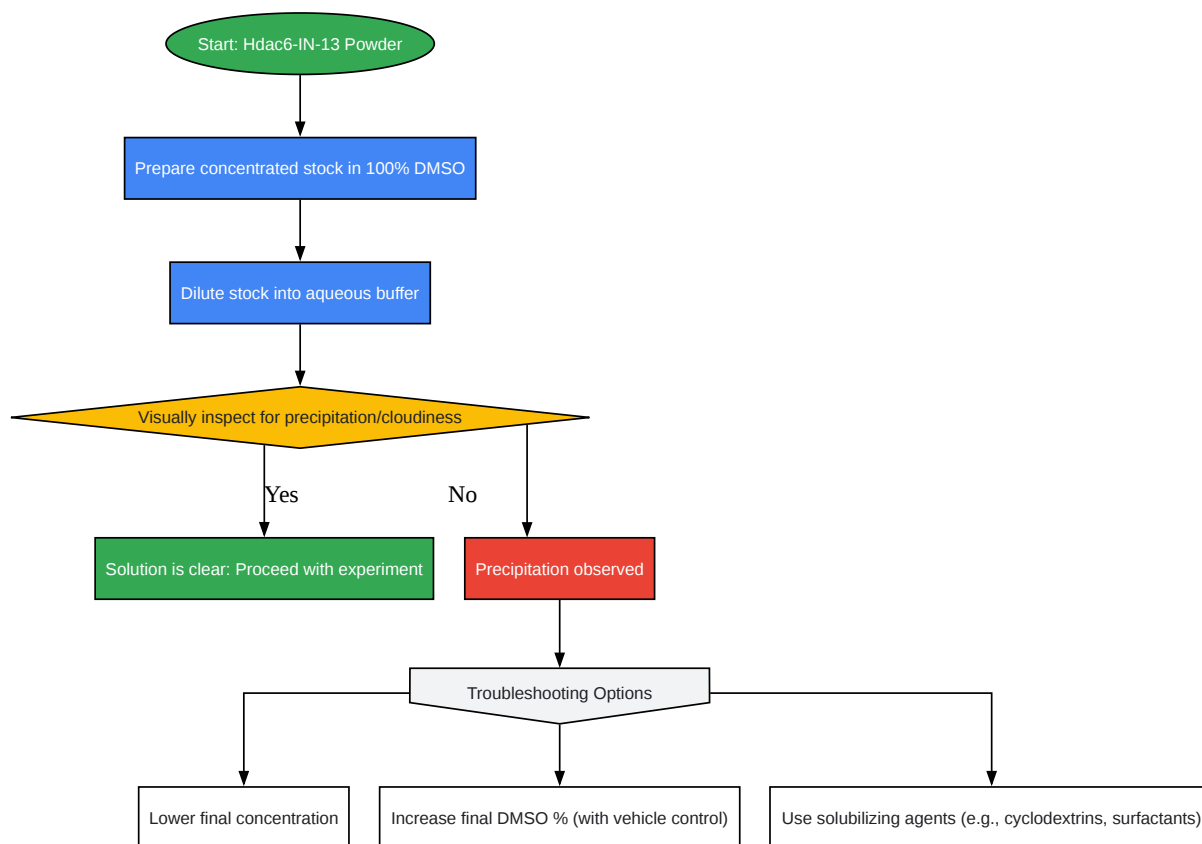 Start: Hdac6-IN-13 Powder
Prepare concentrated stock in 100% DMSO
Dilute stock into aqueous buffer
Visually inspect for precipitation/cloudiness
Yes
No
Solution is clear: Proceed with experiment
Precipitation observed
Troubleshooting Options
Lower final concentration
Increase final DMSO % (with vehicle control)
Use solubilizing agents (e.g., cyclodextrins, surfactants)